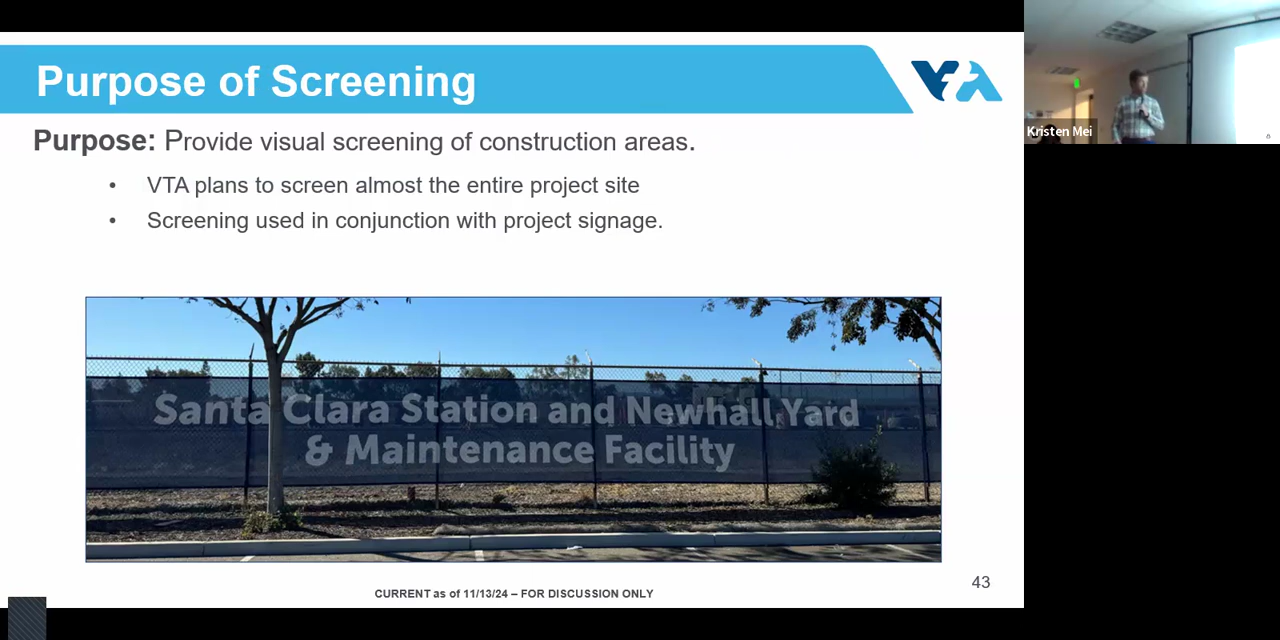 Purpose of Screening
VTA
Purpose: Provide visual screening of construction areas.
• VTA plans to screen almost the entire project site
• Screening used in conjunction with project signage.
Santa Clara Station and Newhall Yard
& Maintenance Facility
CURRENT as of 11/13/24 – FOR DISCUSSION ONLY
43
Kristen Mei